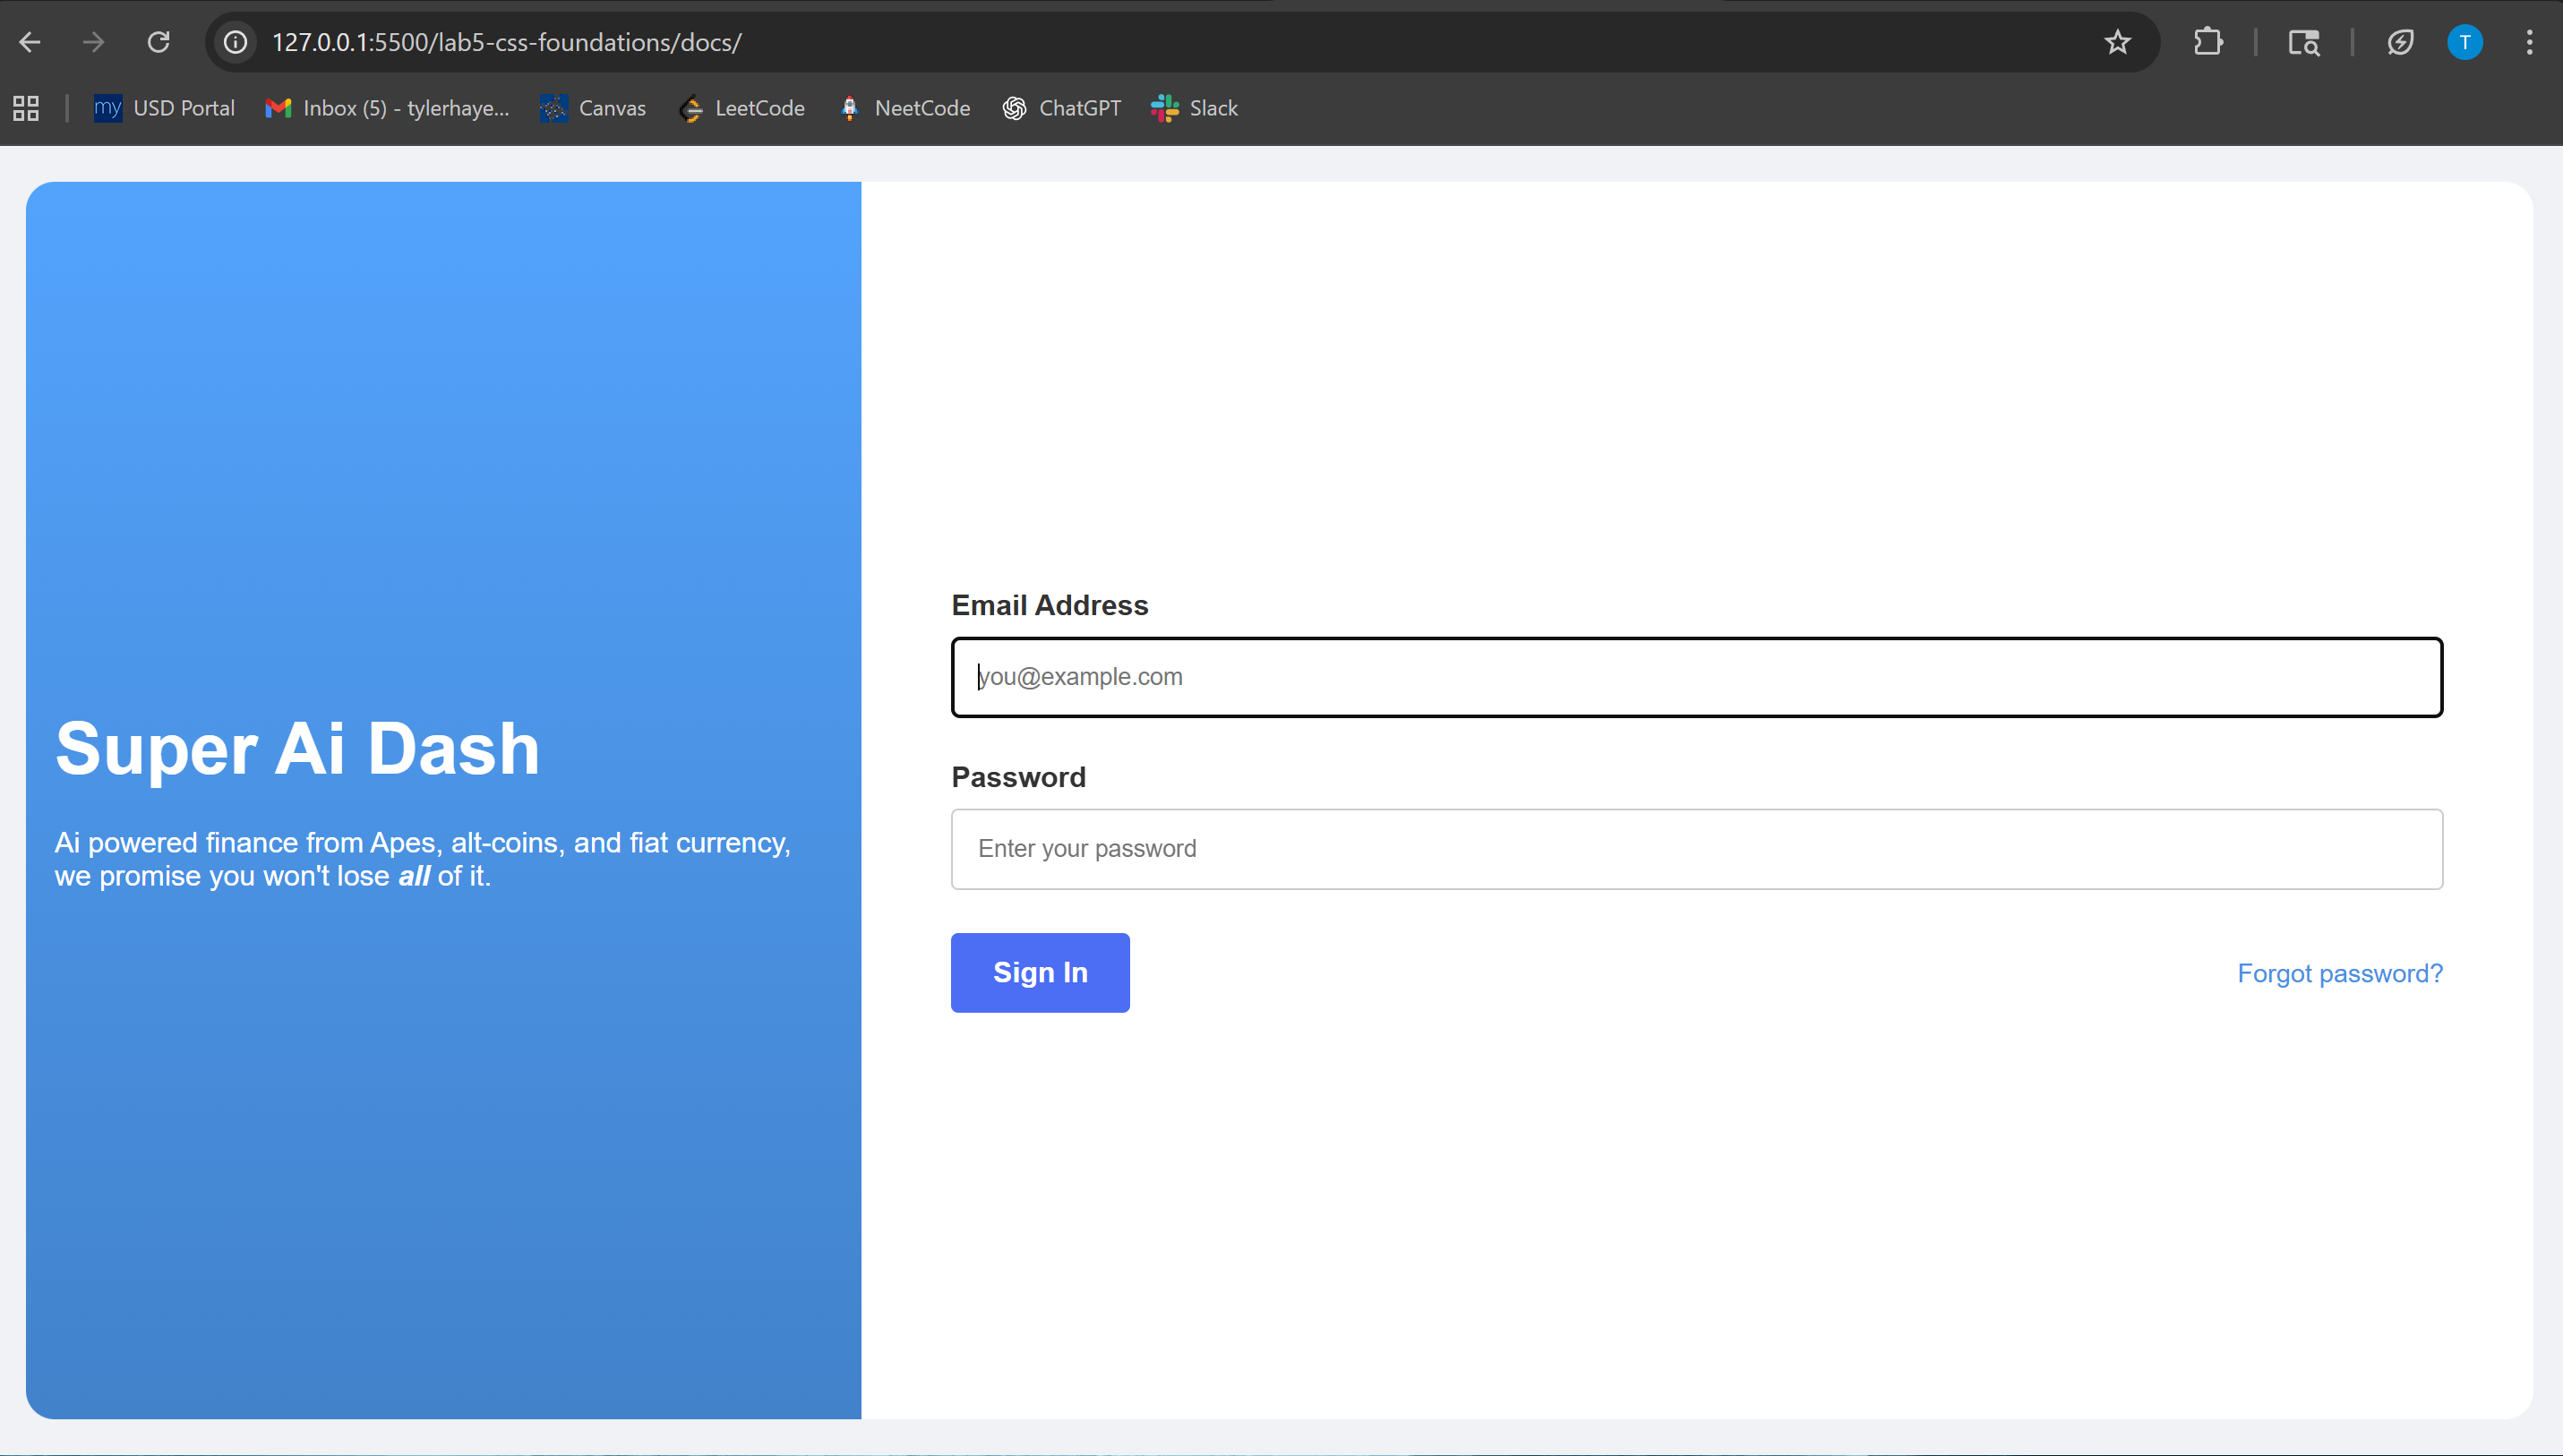 127.0.0.1:5500/lab5-css-foundations/docs/
T
my USD Portal
Inbox (5) - tylerhaye...
Canvas
LeetCode
NeetCode
ChatGPT
Slack
Super Ai Dash
Ai powered finance from Apes, alt-coins, and fiat currency,
we promise you won't lose all of it.
Email Address
you@example.com
Password
Enter your password
Sign In
Forgot password?